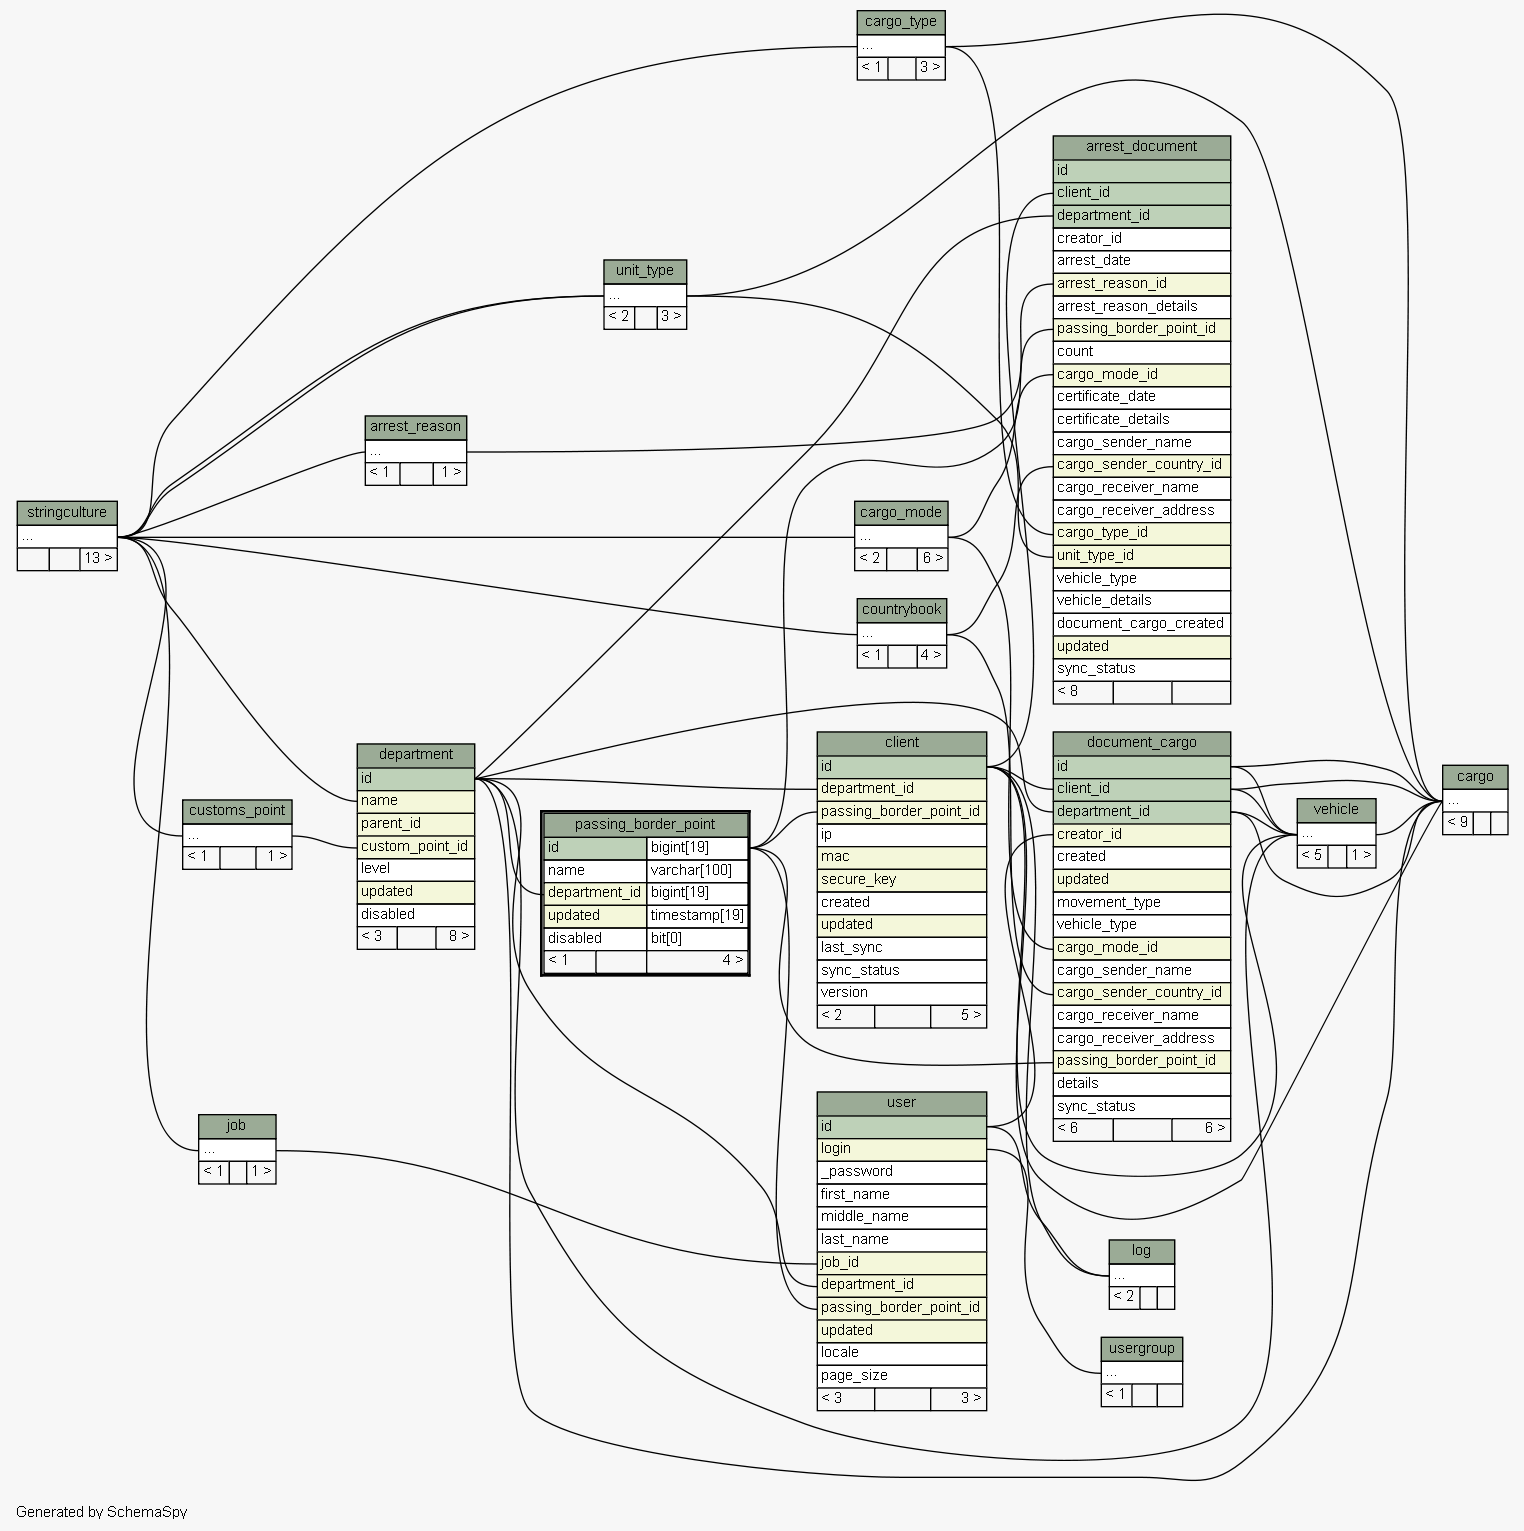 cargo_type
...
< 1 3 >
arrest_document
id
client_id
department_id
creator_id
arrest_date
arrest_reason_id
arrest_reason_details
passing_border_point_id
count
cargo_mode_id
certificate_date
certificate_details
cargo_sender_name
cargo_sender_country_id
cargo_receiver_name
cargo_receiver_address
cargo_type_id
unit_type_id
vehicle_type
vehicle_details
document_cargo_created
updated
sync_status
< 8
unit_type
...
< 2 3 >
arrest_reason
...
< 1 1 >
stringculture
...
13 >
cargo_mode
...
< 2 6 >
countrybook
...
< 1 4 >
department
id
name
parent_id
custom_point_id
level
updated
disabled
< 3 8 >
customs_point
...
< 1 1 >
passing_border_point
id bigint[19]
name varchar[100]
department_id bigint[19]
updated timestamp[19]
disabled bit[0]
< 1 4 >
client
id
department_id
passing_border_point_id
ip
mac
secure_key
created
updated
last_sync
sync_status
version
< 2 5 >
document_cargo
id
client_id
department_id
creator_id
created
updated
movement_type
vehicle_type
cargo_mode_id
cargo_sender_name
cargo_sender_country_id
cargo_receiver_name
cargo_receiver_address
passing_border_point_id
details
sync_status
< 6 6 >
vehicle
...
< 5 1 >
cargo
...
< 9
user
id
login
_password
first_name
middle_name
last_name
job_id
department_id
passing_border_point_id
updated
locale
page_size
< 3 3 >
job
...
< 1 1 >
log
...
< 2
usergroup
...
< 1
Generated by SchemaSpy